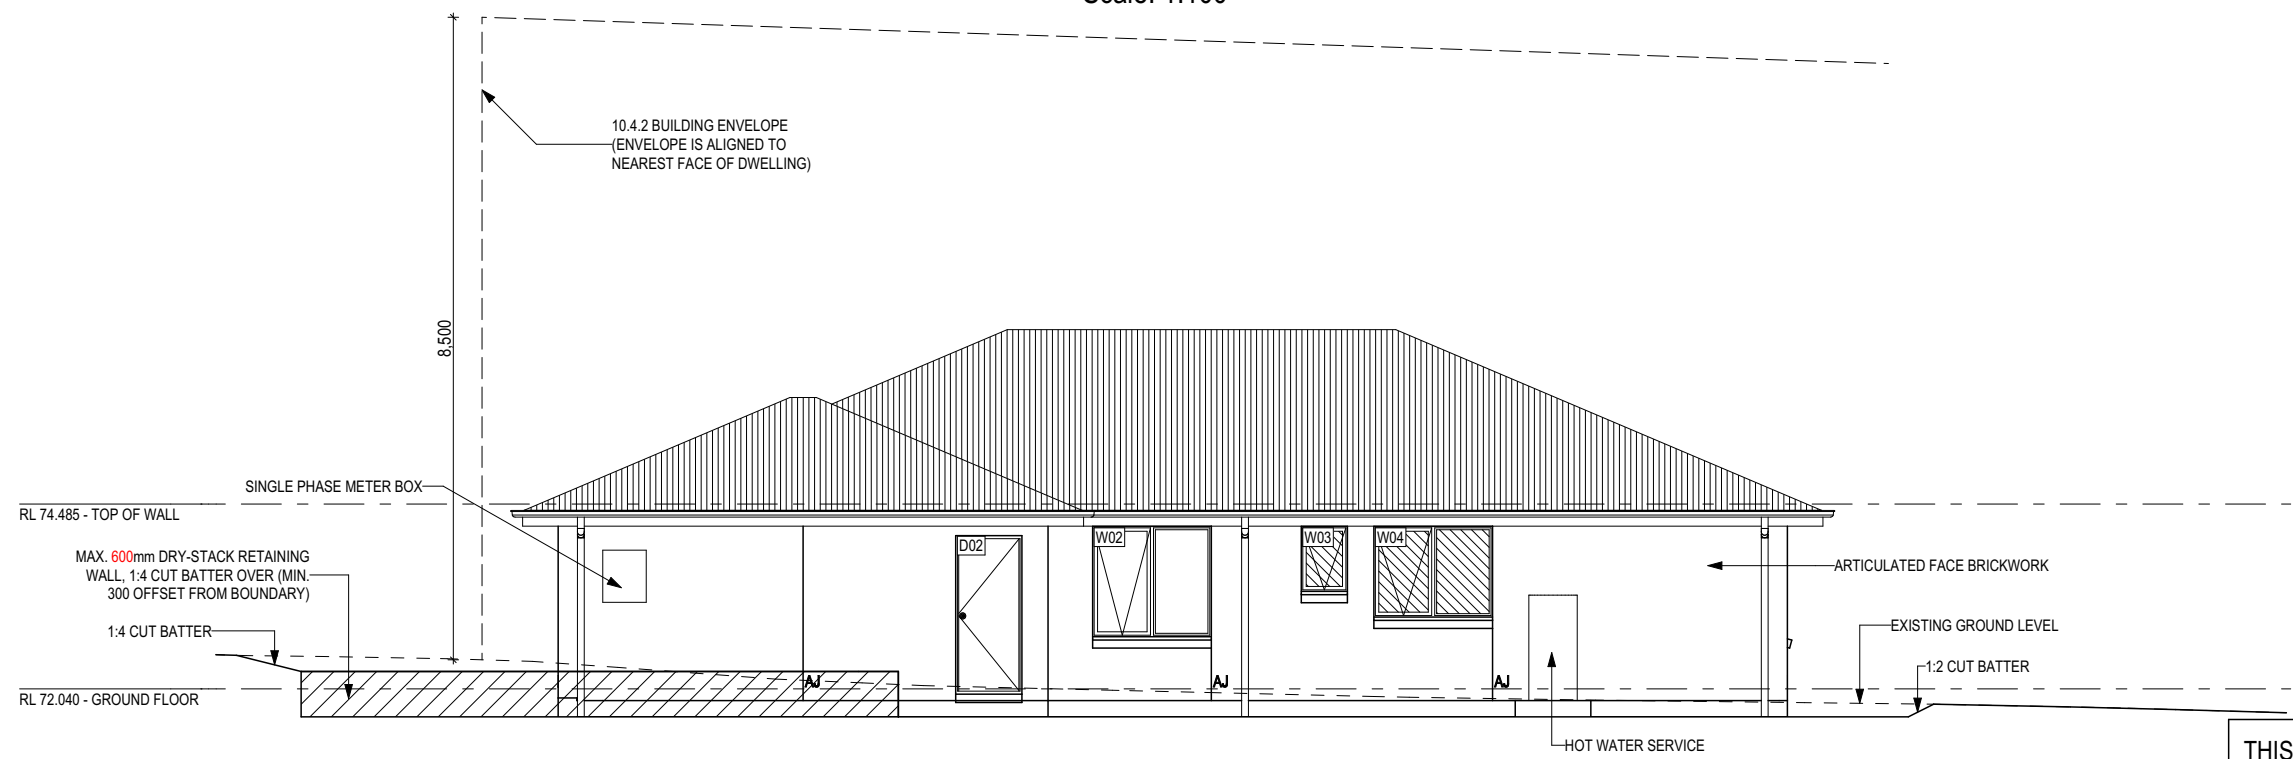 Scale: 1:100
10.4.2 BUILDING ENVELOPE
(ENVELOPE IS ALIGNED TO
NEAREST FACE OF DWELLING)
8,500
SINGLE PHASE METER BOX
RL 74.485 - TOP OF WALL
MAX. 600mm DRY-STACK RETAINING
WALL, 1:4 CUT BATTER OVER (MIN.
300 OFFSET FROM BOUNDARY)
1:4 CUT BATTER
RL 72.040 - GROUND FLOOR
D02
W02
W03
W04
AJ
AJ
AJ
ARTICULATED FACE BRICKWORK
EXISTING GROUND LEVEL
1:2 CUT BATTER
HOT WATER SERVICE
THIS